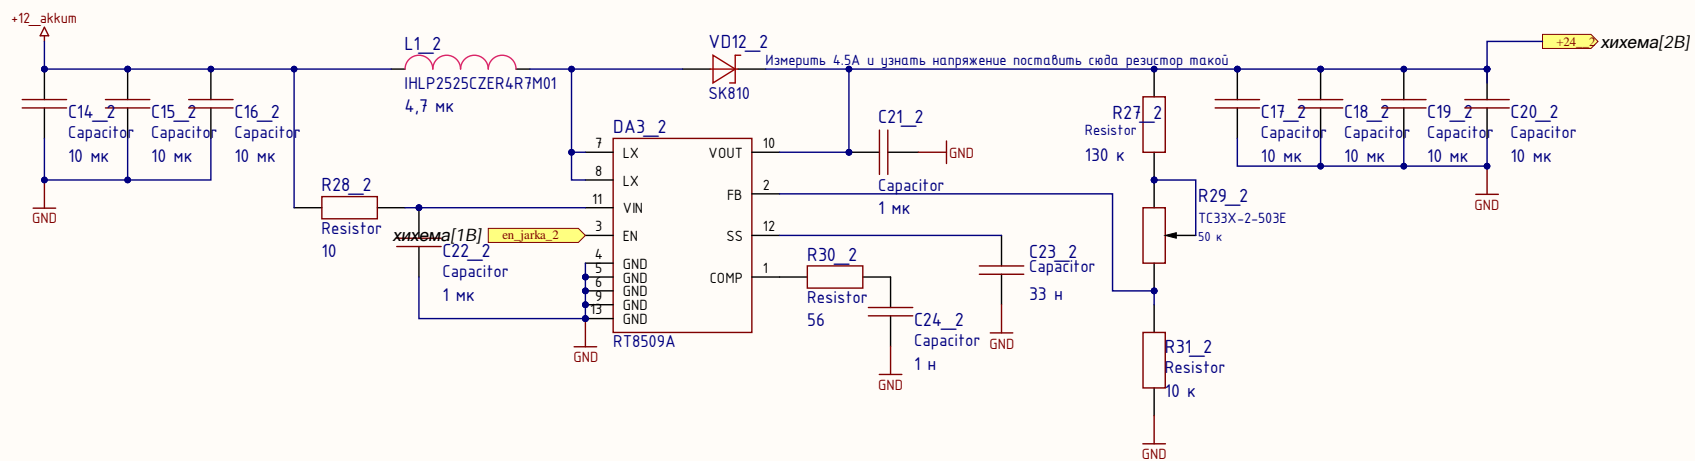 +12_akkum
L1_2
IHLP2525CZER4R7M01
4,7 мк
VD12_2
SK810
Измерить 4.5А и узнать напряжение поставить сюда резистор такой
+24_2
хихема[2B]
C14_2
Capacitor
10 мк
C15_2
Capacitor
10 мк
C16_2
Capacitor
10 мк
GND
R28_2
Resistor
10
хихема[1B]
en_jarka_2
C22_2
Capacitor
1 мк
DA3_2
7
LX
8
LX
11
VIN
3
EN
4
GND
5
GND
6
GND
9
GND
13
GND
VOUT
10
FB
2
SS
12
COMP
1
RT8509A
GND
C21_2
Capacitor
1 мк
GND
R30_2
Resistor
56
C24_2
Capacitor
1 н
GND
C23_2
Capacitor
33 н
GND
R27_2
Resistor
130 к
R29_2
TC33X-2-503E
50 к
R31_2
Resistor
10 к
GND
C17_2
Capacitor
10 мк
C18_2
Capacitor
10 мк
C19_2
Capacitor
10 мк
C20_2
Capacitor
10 мк
GND